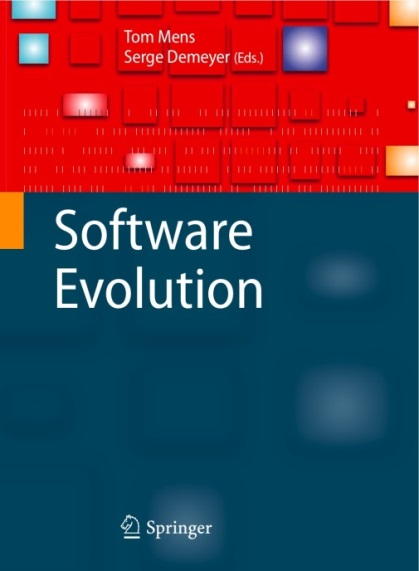 Tom Mens
Serge Demeyer (Eds.)
Software
Evolution
Springer